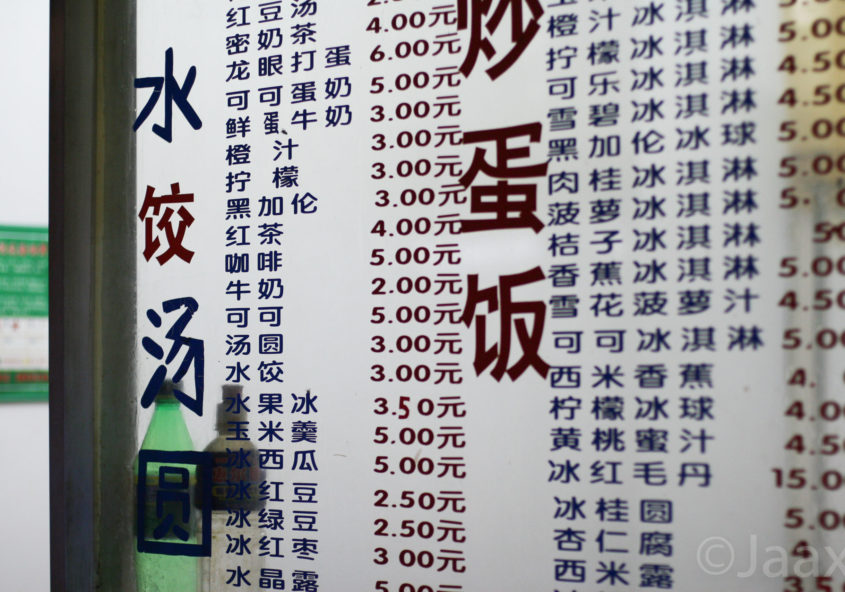 水饺汤圆
红豆汤
密奶茶 4.00元
龙眼打蛋 6.00元
可可蛋奶 5.00元
鲜蛋牛奶 3.00元
橙汁 3.00元
拧檬 3.00元
黑加伦 3.00元
红茶 4.00元
咖啡 5.00元
牛奶 2.00元
可可 5.00元
汤圆 3.00元
水饺 3.00元
水果冰 3.50元
玉米羹 5.00元
冰西瓜 5.00元
冰红豆 2.50元
冰绿豆 2.50元
冰红枣 3 00元
水晶露 5.00元
炒蛋饭
橙汁冰淇淋 5.00
拧檬冰淇淋 4.50
可乐冰淇淋 4.50
雪碧冰淇淋 5.00
黑加伦冰球 5.00
肉桂冰淇淋
菠萝冰淇淋
桔子冰淇淋 5.00
香蕉冰淇淋 4.50
雪花菠萝汁 5.00
可可冰淇淋
西米香蕉 4.
柠檬冰球 4.00
黄桃蜜汁 4.50
冰红毛丹 15.00
冰桂圆 5.00
杏仁腐
西米露 3.50
©Jaax